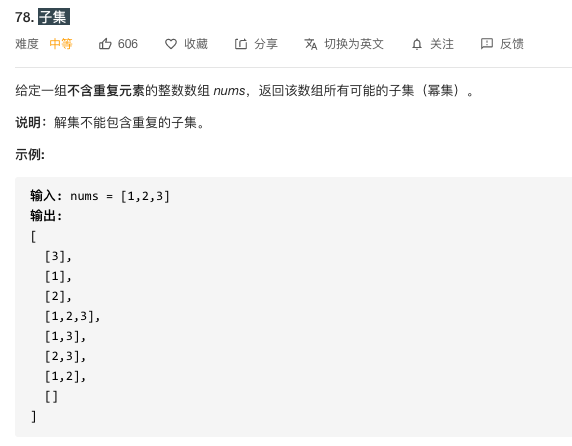 78. 子集
难度 中等 606 收藏 分享 切换为英文 关注 反馈
给定一组不含重复元素的整数数组 nums，返回该数组所有可能的子集（幂集）。
说明：解集不能包含重复的子集。
示例:
输入: nums = [1,2,3]
输出:
[
  [3],
  [1],
  [2],
  [1,2,3],
  [1,3],
  [2,3],
  [1,2],
  []
]